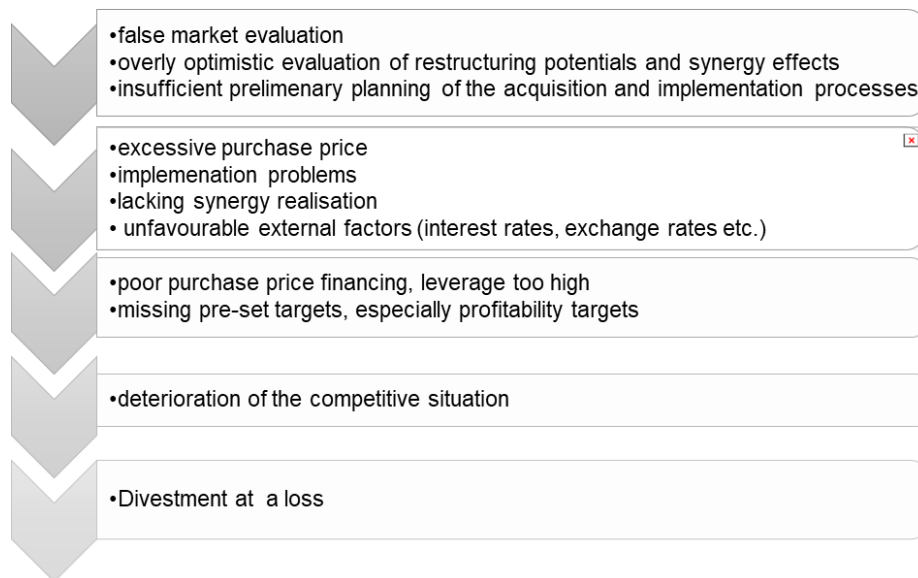 •false market evaluation
•overly optimistic evaluation of restructuring potentials and synergy effects
•insufficient prelimenary planning of the acquisition and implementation processes
•excessive purchase price
•implemenation problems
•lacking synergy realisation
• unfavourable external factors (interest rates, exchange rates etc.)
•poor purchase price financing, leverage too high
•missing pre-set targets, especially profitability targets
•deterioration of the competitive situation
•Divestment at a loss